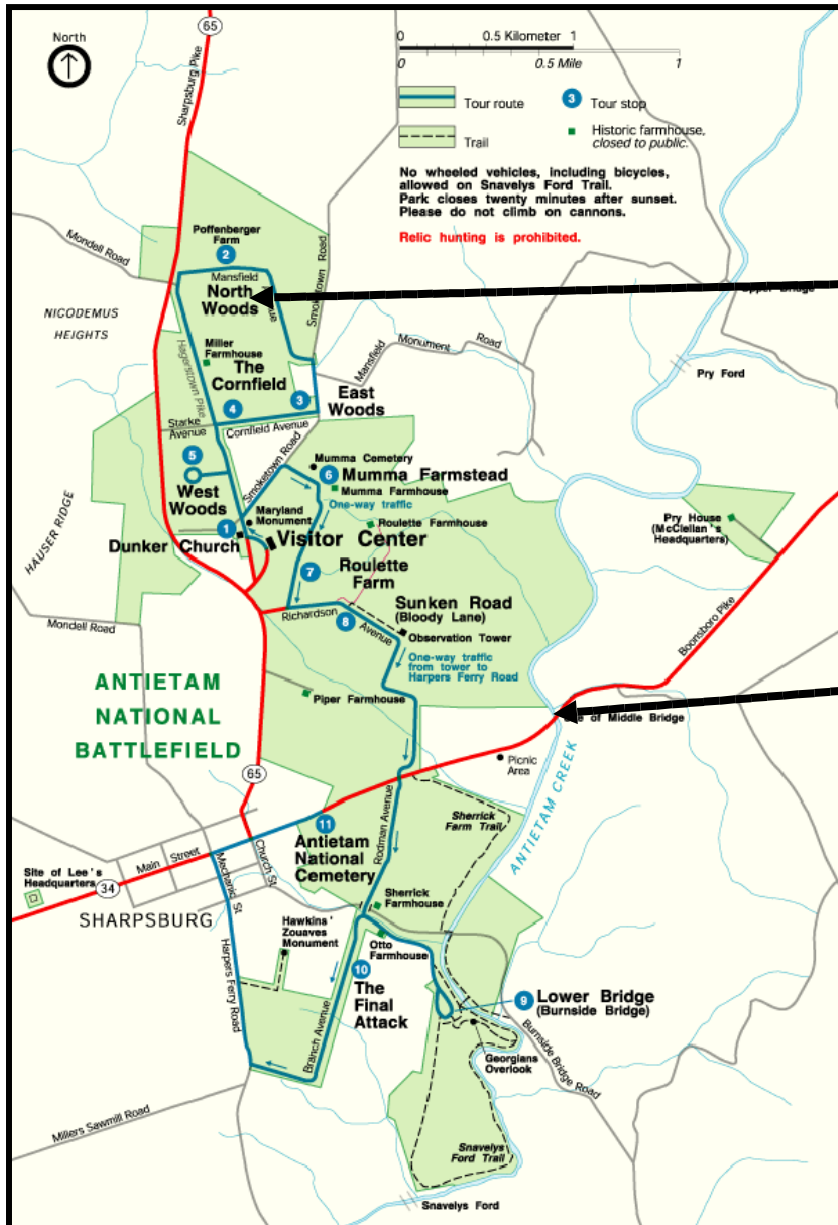 North
65
Sharpsburg Pike
0 0.5 Kilometer 1
0 0.5 Mile 1
Tour route
3 Tour stop
Trail
Historic farmhouse,
closed to public.
No wheeled vehicles, including bicycles,
allowed on Snavelys Ford Trail.
Park closes twenty minutes after sunset.
Please do not climb on cannons.
Relic hunting is prohibited.
Mondell Road
Poffenberger
Farm
2
Mansfield
Smoketown Road
North
Woods
NICODEMUS
HEIGHTS
Hagerstown Pike
Miller
Farmhouse
The
Cornfield
Mansfield Monument Road
Pry Ford
3
4
East
Woods
Starke
Avenue
Cornfield Avenue
5
West
Woods
Smoketown Road
Mumma Cemetery
6
Mumma Farmstead
Mumma Farmhouse
One-way traffic
Maryland
Monument
Roulette Farmhouse
Pry House
(McClellan's
Headquarters)
HAUSER RIDGE
1
Dunker Church
Visitor Center
7
Roulette
Farm
Mondell Road
Richardson Avenue
8
Sunken Road
(Bloody Lane)
Observation Tower
One-way traffic
from tower to
Harpers Ferry Road
Boonsboro Pike
ANTIETAM
NATIONAL
BATTLEFIELD
Piper Farmhouse
of Middle Bridge
65
Picnic
Area
ANTIETAM CREEK
11
Antietam
National
Cemetery
Rodman Avenue
Sherrick
Farm Trail
Site of Lee's
Headquarters
34
Main Street
Mechanic St
Church St.
SHARPSBURG
Sherrick
Farmhouse
Hawkins'
Zouaves
Monument
Otto
Farmhouse
Harpers Ferry Road
10
The
Final
Attack
Branch Avenue
9
Lower Bridge
(Burnside Bridge)
Georgians
Overlook
Burnside Bridge Road
Millers Sawmill Road
Snavelys
Ford Trail
Snavelys Ford